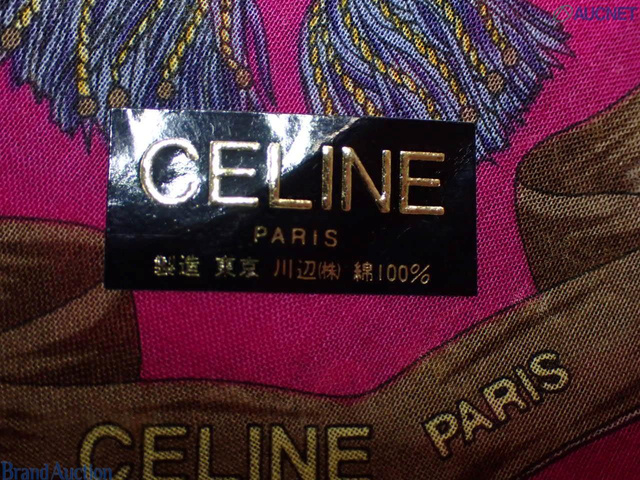 AUCNET
CELINE
PARIS
製造 東京 川辺(株) 綿100%
CELINE PARIS
Brand Auction